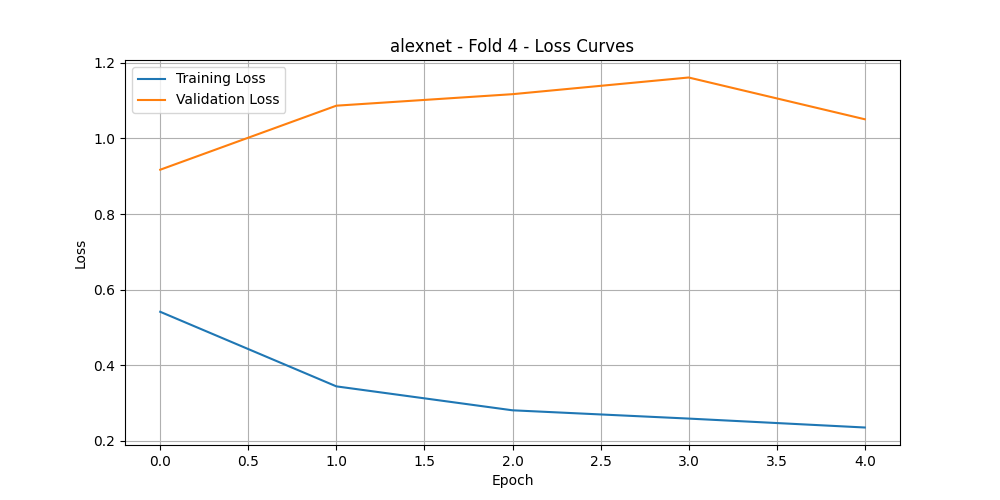 alexnet - Fold 4 - Loss Curves
Training Loss
Validation Loss
1.2
1.0
0.8
0.6
0.4
0.2
Loss
0.0 0.5 1.0 1.5 2.0 2.5 3.0 3.5 4.0
Epoch